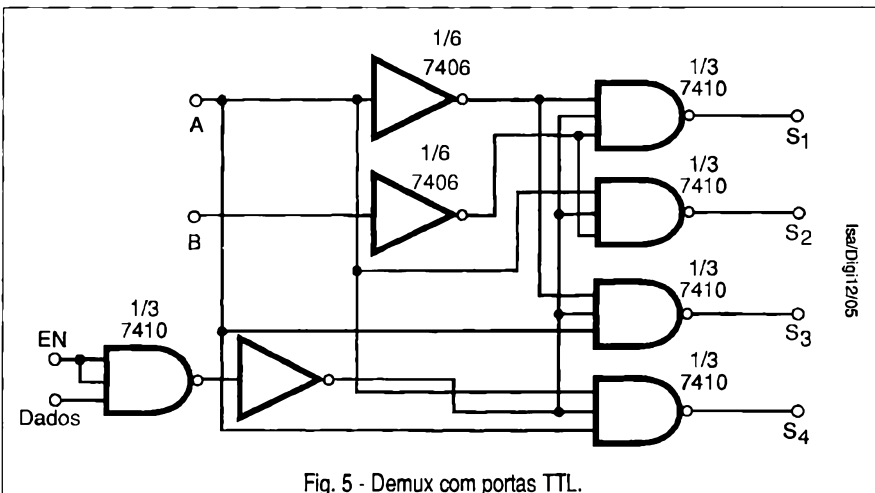 1/6
7406
A
1/6
7406
B
1/3
7410
EN
Dados
1/3
7410
S1
1/3
7410
S2
1/3
7410
S3
1/3
7410
S4
Isa/Digi12/05
Fig. 5 - Demux com portas TTL.